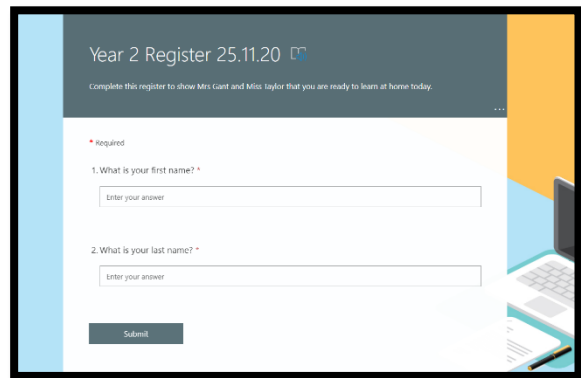 Year 2 Register 25.11.20
Complete this register to show Mrs Gant and Miss Taylor that you are ready to learn at home today.
...
* Required
1. What is your first name? *
Enter your answer
2. What is your last name? *
Enter your answer
Submit